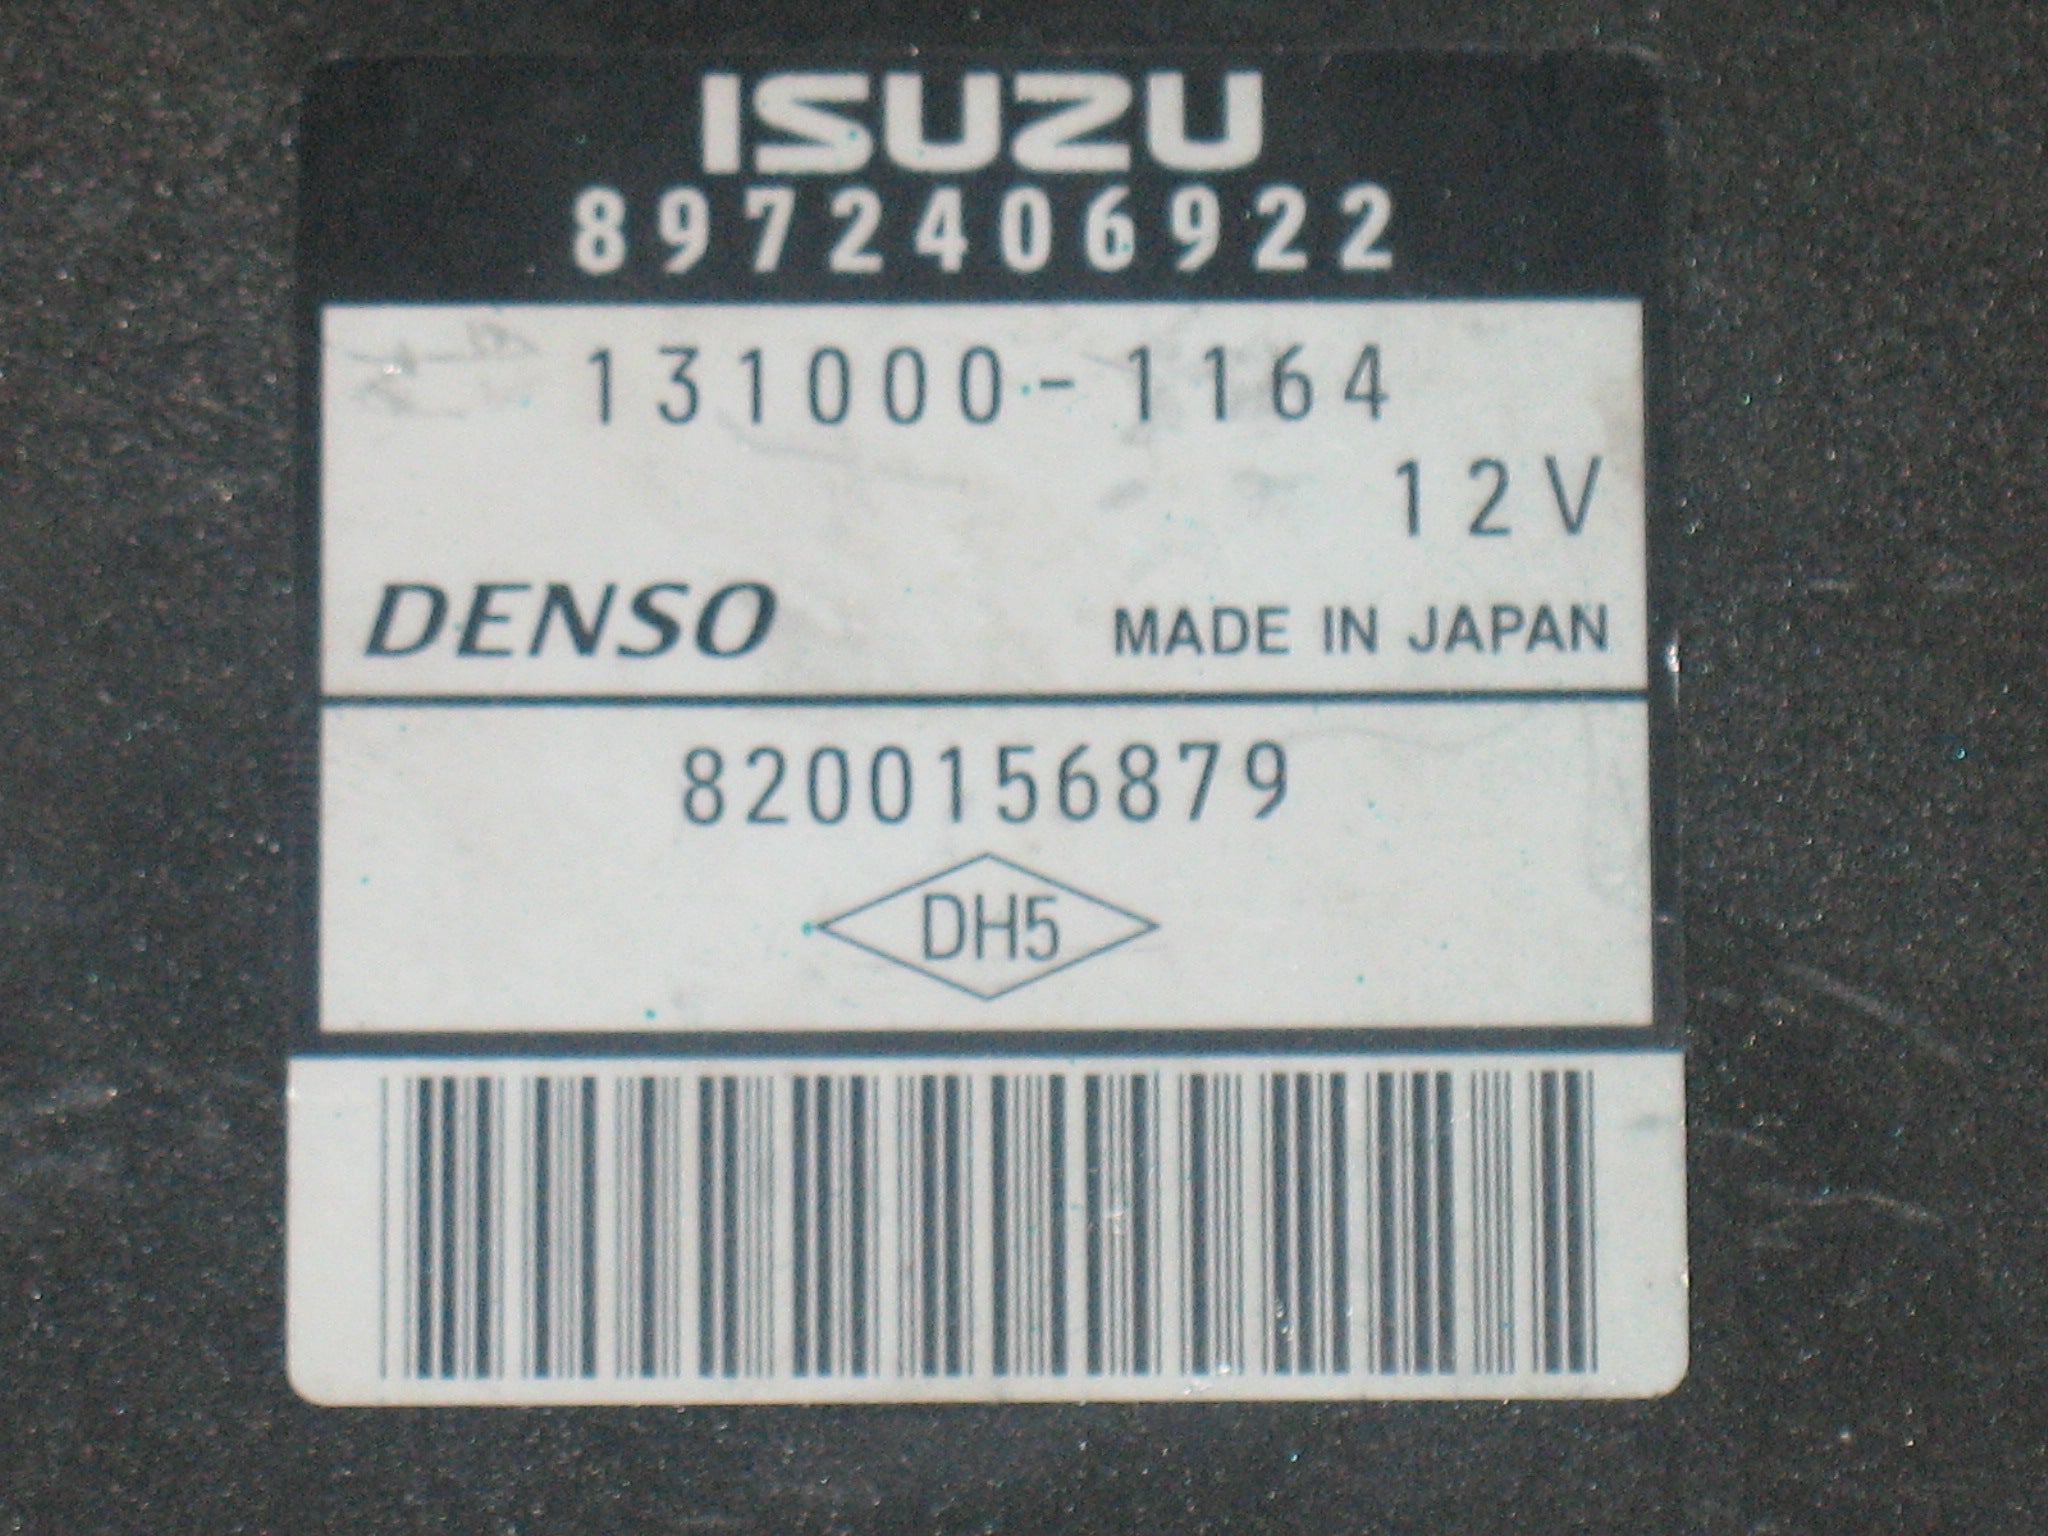 ISUZU
8972406922
131000-1164
12V
DENSO MADE IN JAPAN
8200156879
DH5